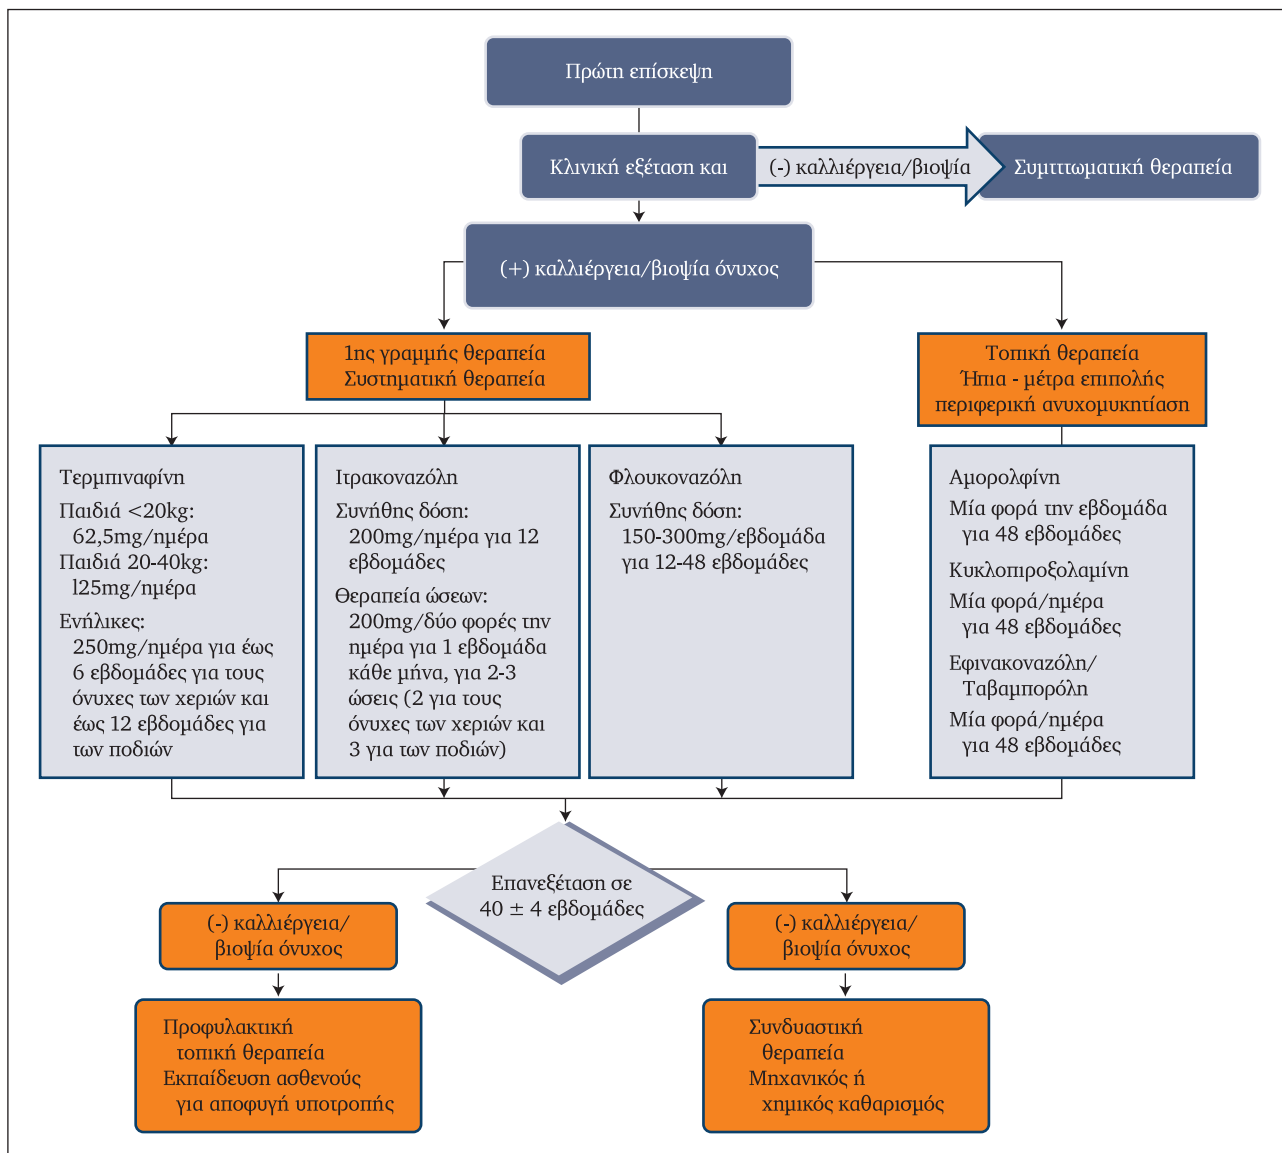 Πρώτη επίσκεψη
Κλινική εξέταση και
(-) καλλιέργεια/βιοψία
Συμπτωματική θεραπεία
(+) καλλιέργεια/βιοψία όνυχος
1ης γραμμής θεραπεία
Συστηματική θεραπεία
Τοπική θεραπεία
Ήπια - μέτρα επιπολής
περιφερική ανυχομυκητίαση
Τερμπιναφίνη
Παιδιά <20kg:
62,5mg/ημέρα
Παιδιά 20-40kg:
l25mg/ημέρα
Ενήλικες:
250mg/ημέρα για έως
6 εβδομάδες για τους
όνυχες των χεριών και
έως 12 εβδομάδες για
των ποδιών
Ιτρακοναζόλη
Συνήθης δόση:
200mg/ημέρα για 12
εβδομάδες
Θεραπεία ώσεων:
200mg/δύο φορές την
ημέρα για 1 εβδομάδα
κάθε μήνα, για 2-3
ώσεις (2 για τους
όνυχες των χεριών και
3 για των ποδιών)
Φλουκοναζόλη
Συνήθης δόση:
150-300mg/εβδομάδα
για 12-48 εβδομάδες
Αμορολφίνη
Μία φορά την εβδομάδα
για 48 εβδομάδες
Κυκλοπιροξολαμίνη
Μία φορά/ημέρα
για 48 εβδομάδες
Εφινακοναζόλη/
Ταβαμπορόλη
Μία φορά/ημέρα
για 48 εβδομάδες
Επανεξέταση σε
40 ± 4 εβδομάδες
(-) καλλιέργεια/
βιοψία όνυχος
Προφυλακτική
τοπική θεραπεία
Εκπαίδευση ασθενούς
για αποφυγή υποτροπής
(-) καλλιέργεια/
βιοψία όνυχος
Συνδυαστική
θεραπεία
Μηχανικός ή
χημικός καθαρισμός